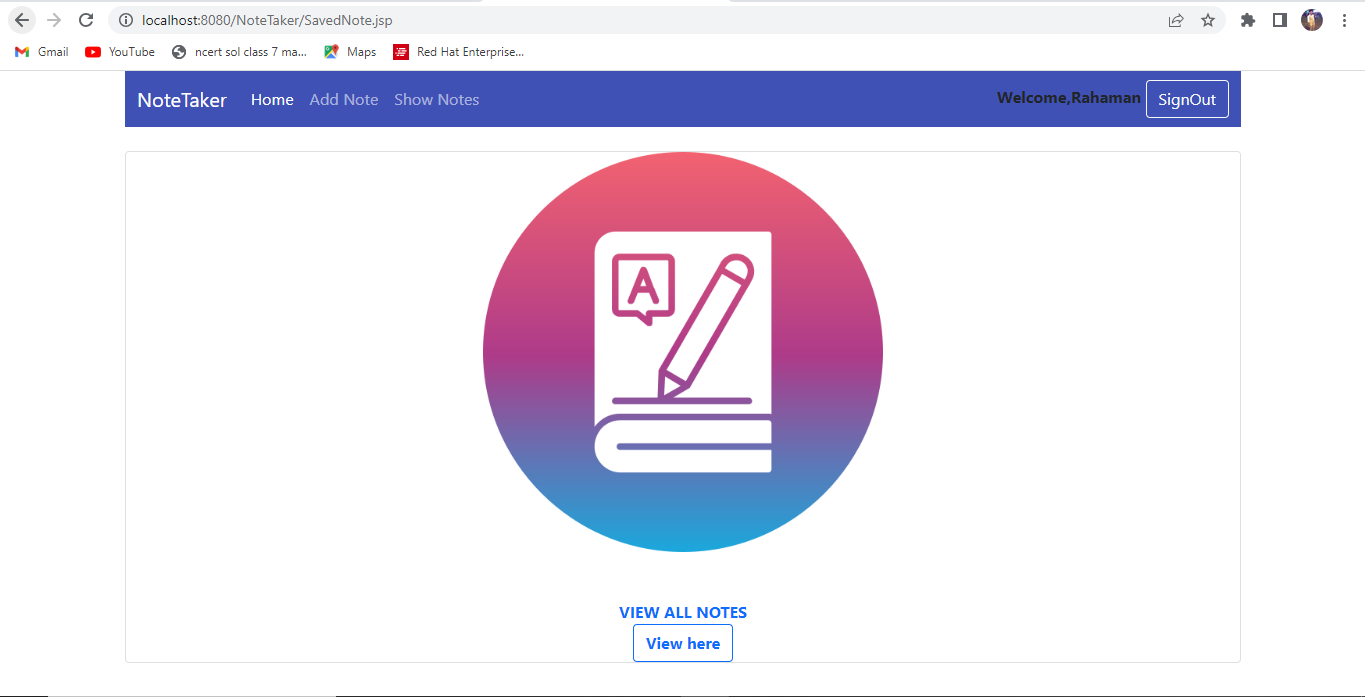 localhost:8080/NoteTaker/SavedNote.jsp
Gmail YouTube ncert sol class 7 ma... Maps Red Hat Enterprise...
NoteTaker Home Add Note Show Notes Welcome,Rahaman SignOut
A
VIEW ALL NOTES
View here